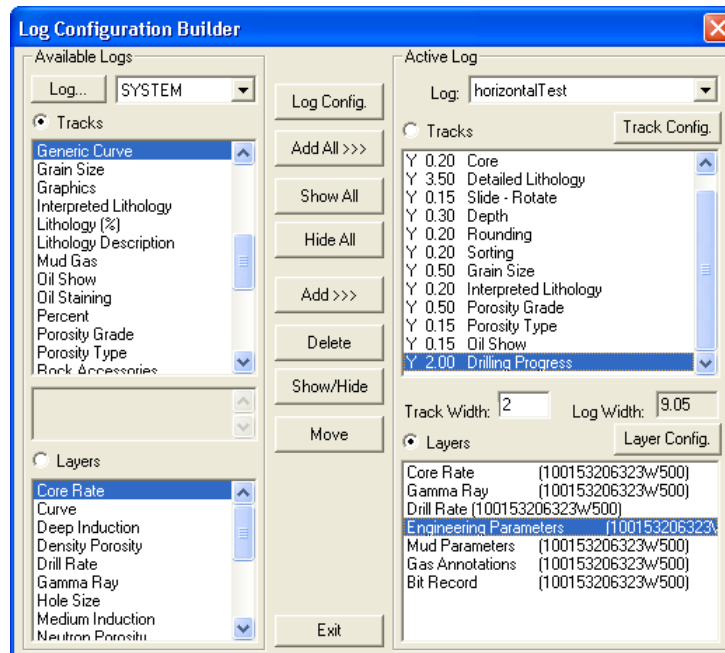 Log Configuration Builder
Available Logs
Log...
SYSTEM
Tracks
Generic Curve
Grain Size
Graphics
Interpreted Lithology
Lithology (%)
Lithology Description
Mud Gas
Oil Show
Oil Staining
Percent
Porosity Grade
Porosity Type
Rock Accessories
Layers
Core Rate
Curve
Deep Induction
Density Porosity
Drill Rate
Gamma Ray
Hole Size
Medium Induction
Neutron Porosity
Log Config.
Add All >>>
Show All
Hide All
Add >>>
Delete
Show/Hide
Move
Exit
Active Log
Log: horizontalTest
Tracks
Track Config.
Y 0.20 Core
Y 3.50 Detailed Lithology
Y 0.15 Slide - Rotate
Y 0.30 Depth
Y 0.20 Rounding
Y 0.20 Sorting
Y 0.50 Grain Size
Y 0.20 Interpreted Lithology
Y 0.50 Porosity Grade
Y 0.15 Porosity Type
Y 0.15 Oil Show
Y 2.00 Drilling Progress
Track Width: 2 Log Width: 9.05
Layers
Layer Config.
Core Rate (100153206323W500)
Gamma Ray (100153206323W500)
Drill Rate (100153206323W500)
Engineering Parameters (100153206323W
Mud Parameters (100153206323W500)
Gas Annotations (100153206323W500)
Bit Record (100153206323W500)